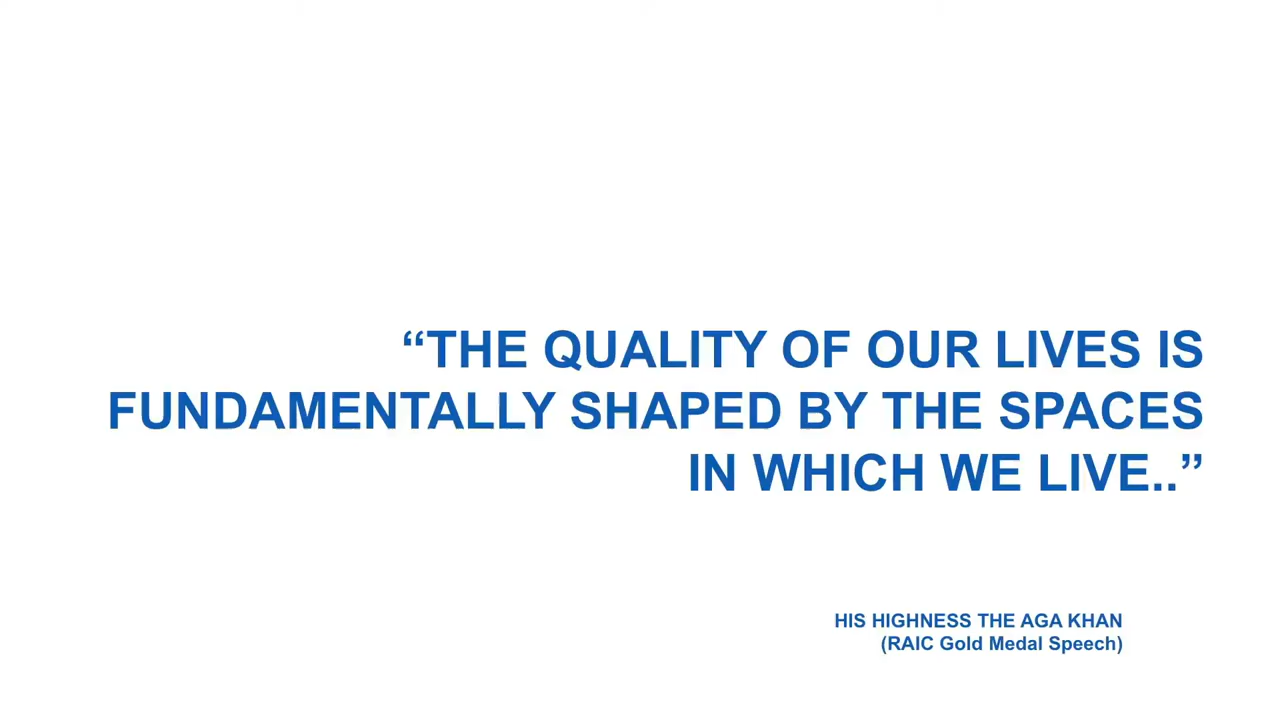 “THE QUALITY OF OUR LIVES IS
FUNDAMENTALLY SHAPED BY THE SPACES
IN WHICH WE LIVE..”
HIS HIGHNESS THE AGA KHAN
(RAIC Gold Medal Speech)